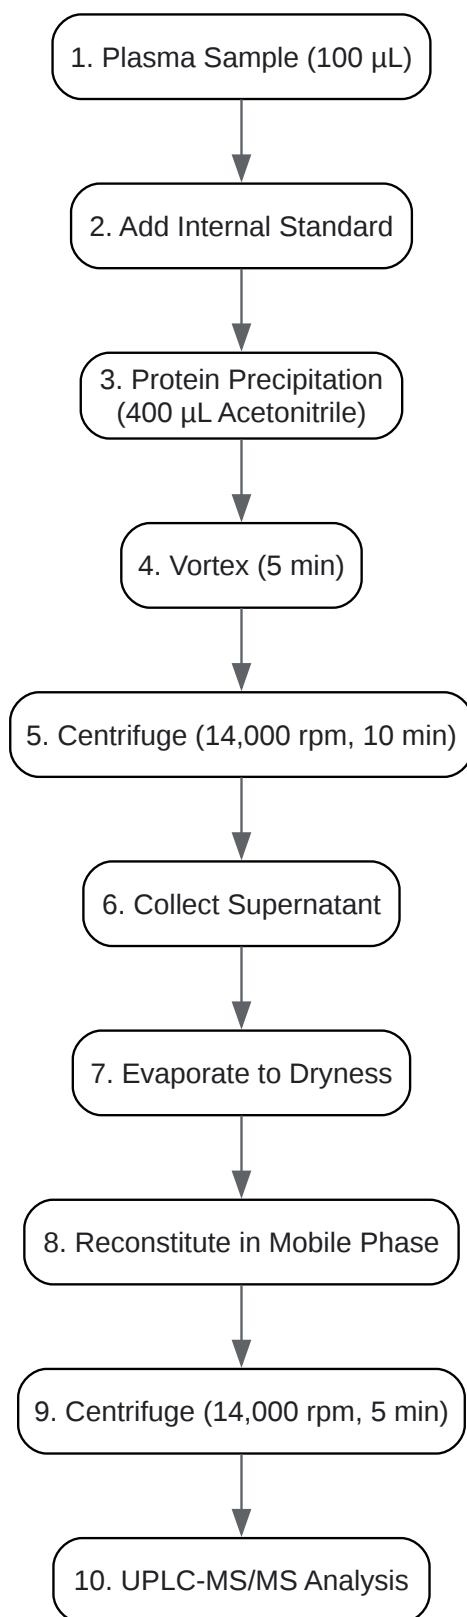 1. Plasma Sample (100 µL)
2. Add Internal Standard
3. Protein Precipitation
(400 µL Acetonitrile)
4. Vortex (5 min)
5. Centrifuge (14,000 rpm, 10 min)
6. Collect Supernatant
7. Evaporate to Dryness
8. Reconstitute in Mobile Phase
9. Centrifuge (14,000 rpm, 5 min)
10. UPLC-MS/MS Analysis